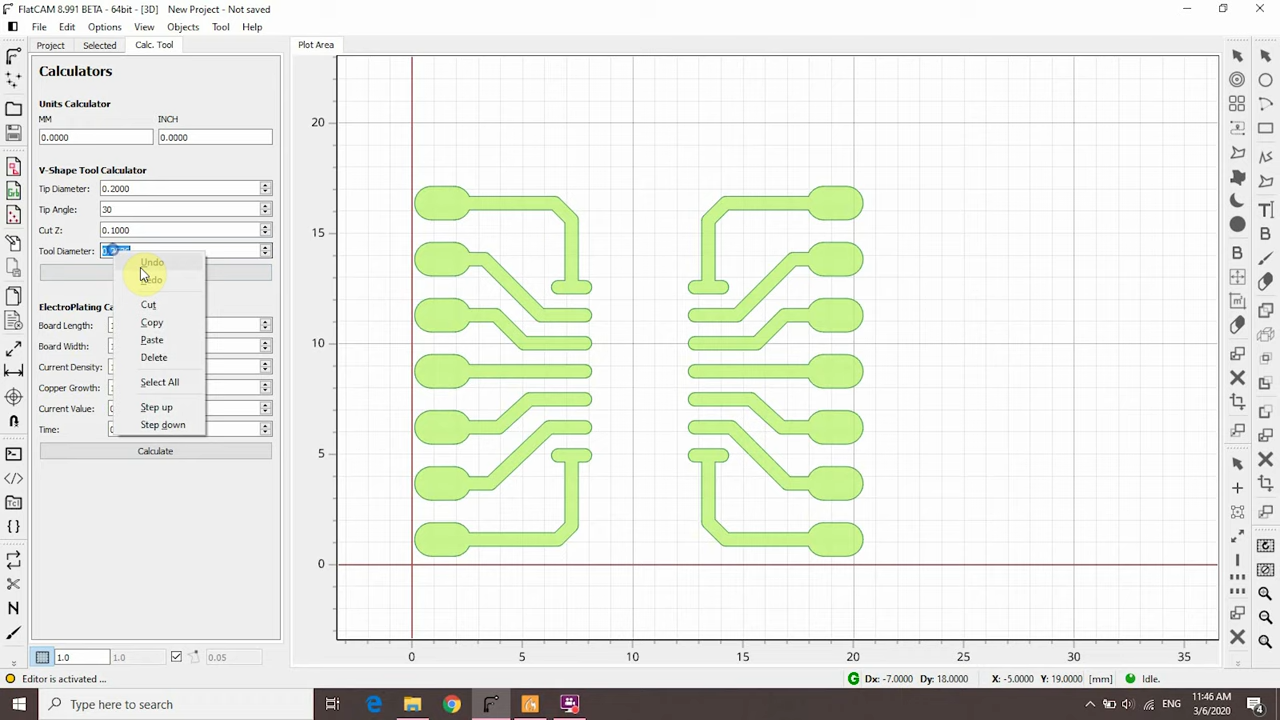 FlatCAM 8.991 BETA - 64bit - [3D] New Project - Not saved
File Edit Options View Objects Tool Help
Project Selected Calc. Tool Plot Area
Calculators
Units Calculator
MM INCH
0.0000 0.0000
V-Shape Tool Calculator
Tip Diameter: 0.2000
Tip Angle: 30
Cut Z: 0.1000
Tool Diameter:
Undo
Redo
Cut
Copy
Paste
Delete
Select All
Step up
Step down
ElectroPlating Ca
Board Length:
Board Width:
Current Density:
Copper Growth:
Current Value:
Time:
Calculate
20
15
10
5
0
0 5 10 15 20 25 30 35
1.0 1.0 0.05
Editor is activated ... Dx: -7.0000 Dy: 18.0000 X: -5.0000 Y: 19.0000 [mm] Idle.
Type here to search ENG 11:46 AM
3/6/2020